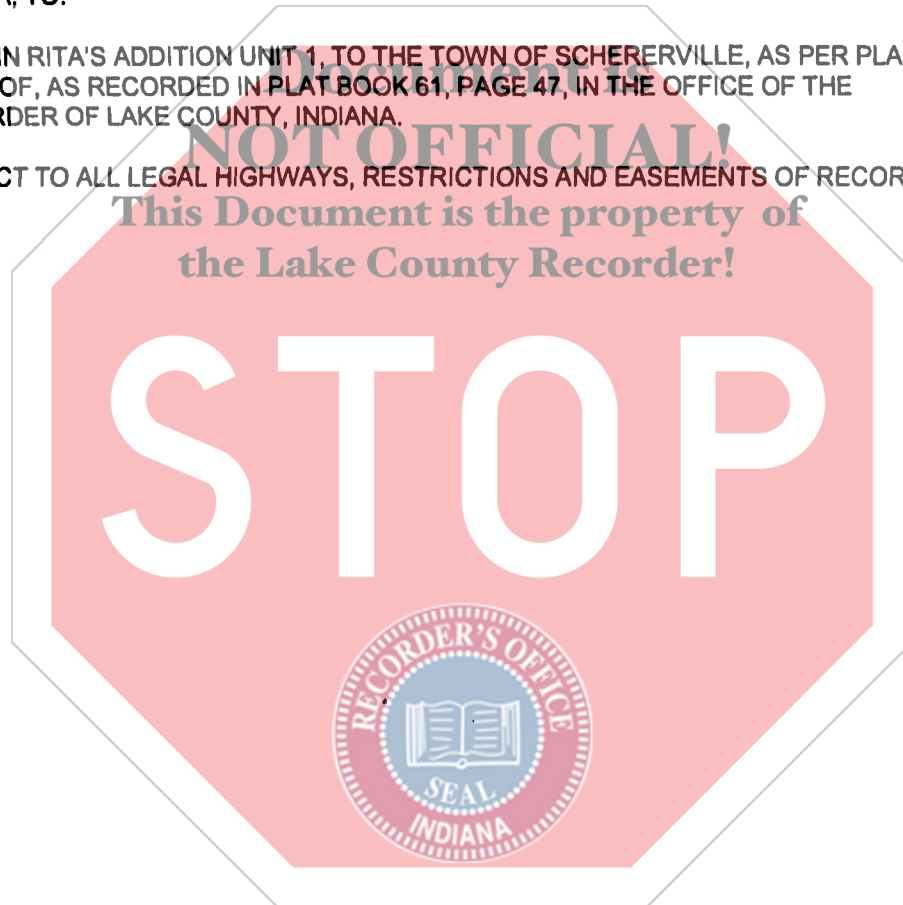 A, TO:
IN RITA'S ADDITION UNIT 1, TO THE TOWN OF SCHERERVILLE, AS PER PLA
OF, AS RECORDED IN PLAT BOOK 61, PAGE 47, IN THE OFFICE OF THE
RDER OF LAKE COUNTY, INDIANA.
CT TO ALL LEGAL HIGHWAYS, RESTRICTIONS AND EASEMENTS OF RECOR
Document is
NOT OFFICIAL!
This Document is the property of
the Lake County Recorder!
STOP
RECORDER'S OFFICE
SEAL
INDIANA